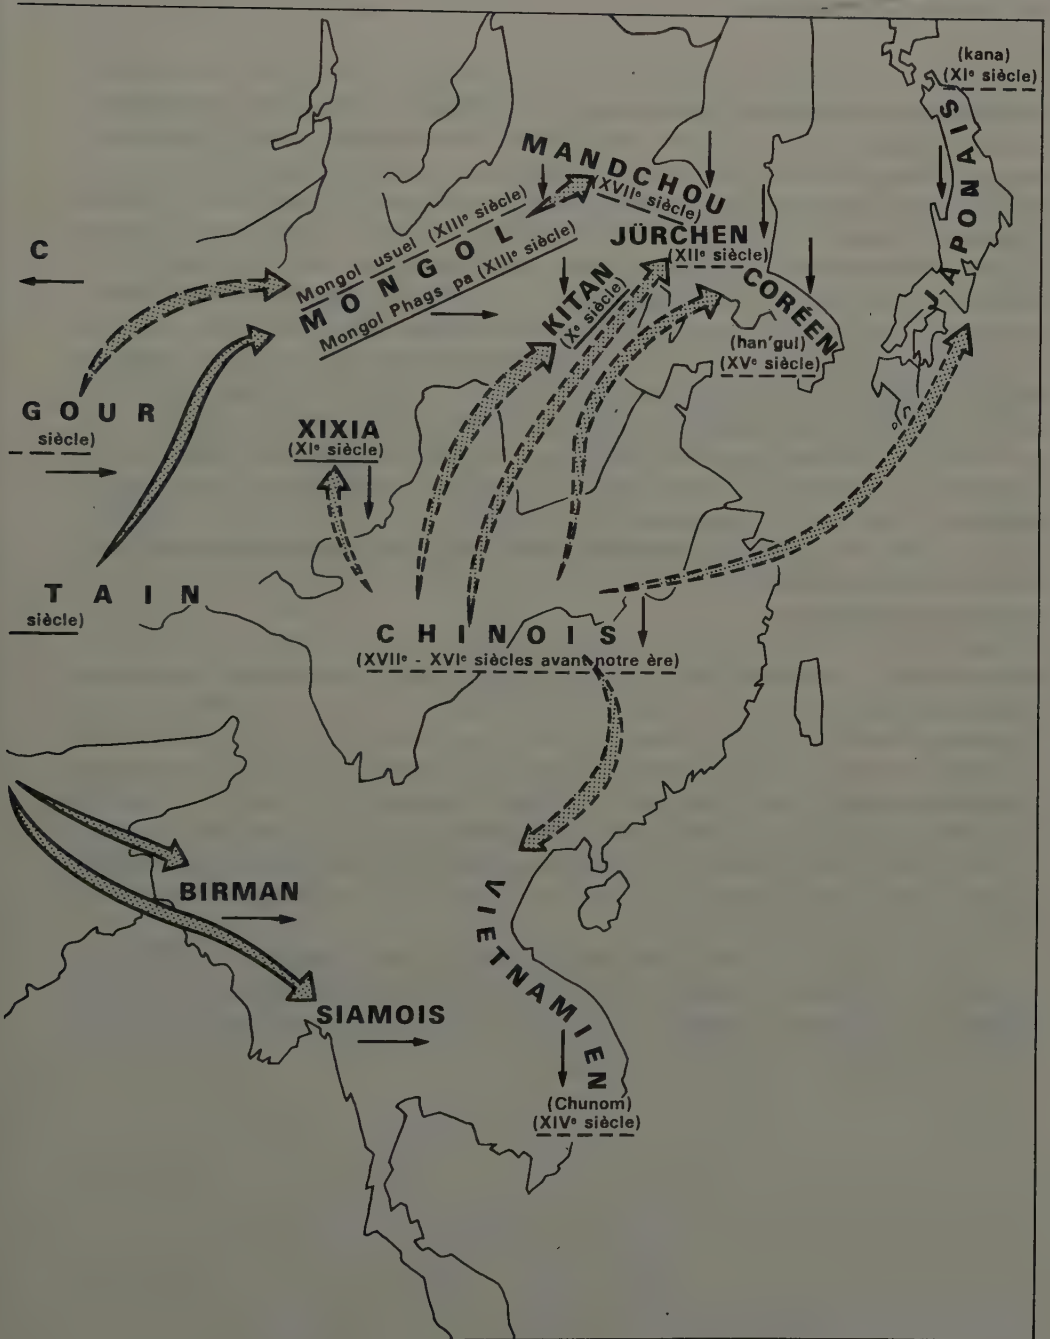 (kana)
(XIᵉ siècle)
JAPONAIS
MANDCHOU
(XVIIᵉ siècle)
Mongol usuel (XIIIᵉ siècle)
MONGOL
Mongol Phags pa (XIIIᵉ siècle)
JÜRCHEN
(XIIᵉ siècle)
C
KITAN
(Xᵉ siècle)
CORÉEN
(han'gul)
(XVᵉ siècle)
GOUR
siècle)
XIXIA
(XIᵉ siècle)
TAIN
siècle)
CHINOIS
(XVIIᵉ - XVIᵉ siècles avant notre ère)
BIRMAN
VIETNAMIEN
SIAMOIS
(Chunom)
(XIVᵉ siècle)